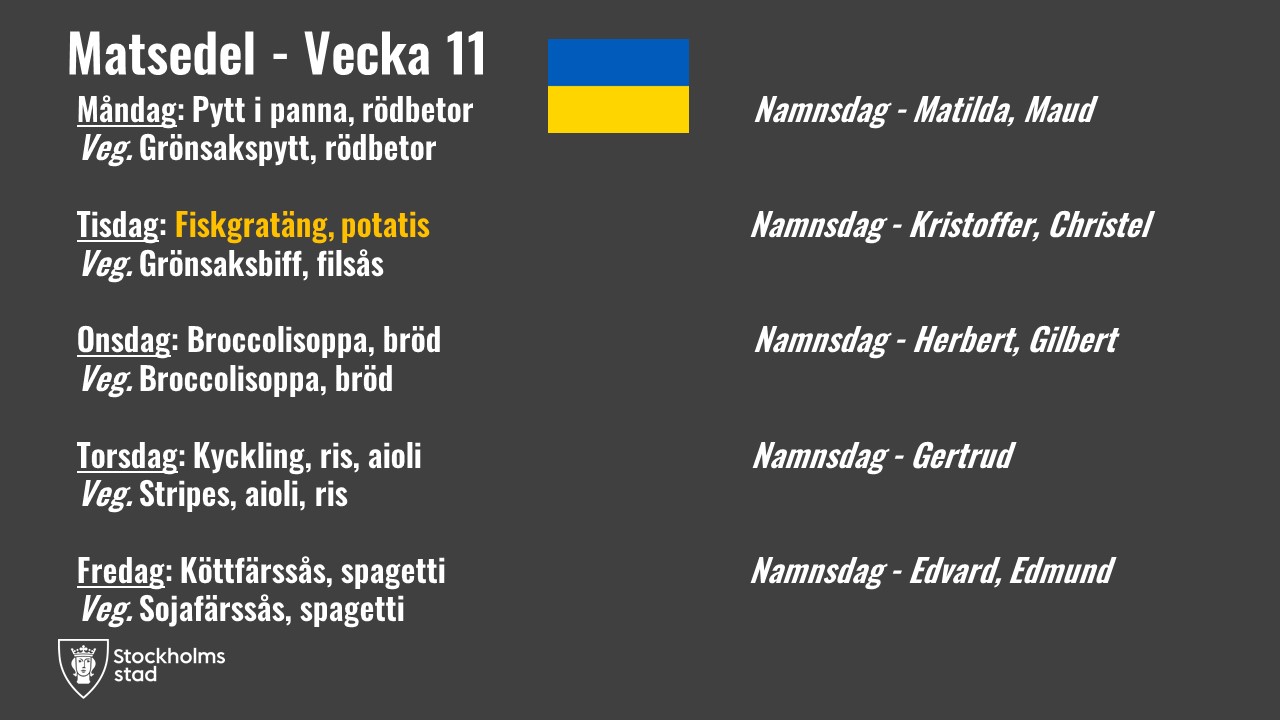 Matsedel - Vecka 11
Måndag: Pytt i panna, rödbetor
Namnsdag - Matilda, Maud
Veg. Grönsakspytt, rödbetor
Tisdag: Fiskgratäng, potatis
Namnsdag - Kristoffer, Christel
Veg. Grönsaksbiff, filsås
Onsdag: Broccolisoppa, bröd
Namnsdag - Herbert, Gilbert
Veg. Broccolisoppa, bröd
Torsdag: Kyckling, ris, aioli
Namnsdag - Gertrud
Veg. Stripes, aioli, ris
Fredag: Köttfärssås, spagetti
Namnsdag - Edvard, Edmund
Veg. Sojafärssås, spagetti
Stockholms
stad